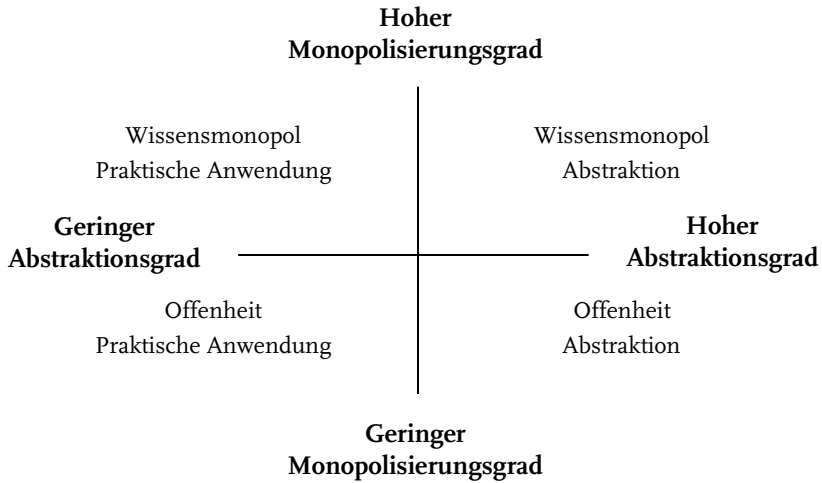 Hoher
Monopolisierungsgrad
Wissensmonopol
Praktische Anwendung
Wissensmonopol
Abstraktion
Geringer
Abstraktionsgrad
Hoher
Abstraktionsgrad
Offenheit
Praktische Anwendung
Offenheit
Abstraktion
Geringer
Monopolisierungsgrad